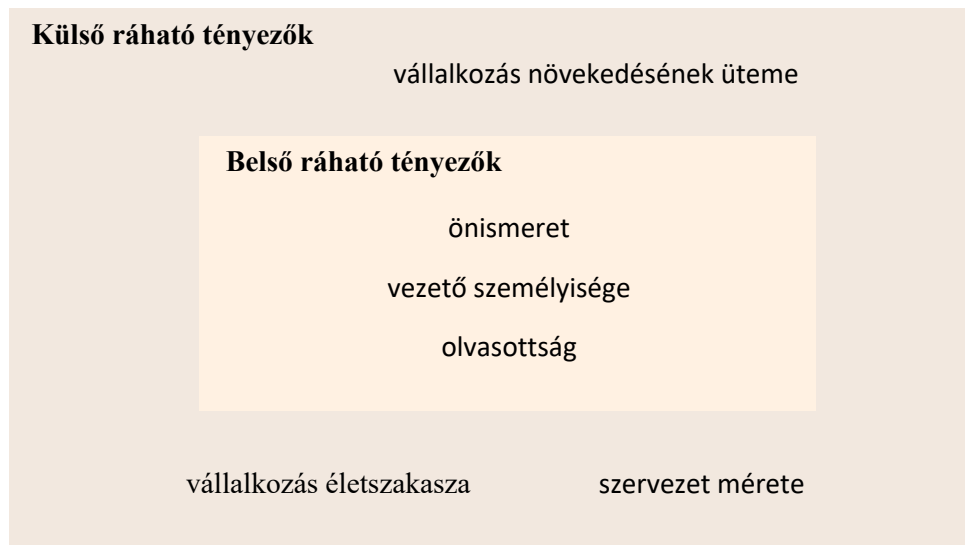 Külső ráható tényezők
vállalkozás növekedésének üteme
Belső ráható tényezők
önismeret
vezető személyisége
olvasottság
vállalkozás életszakasza szervezet mérete